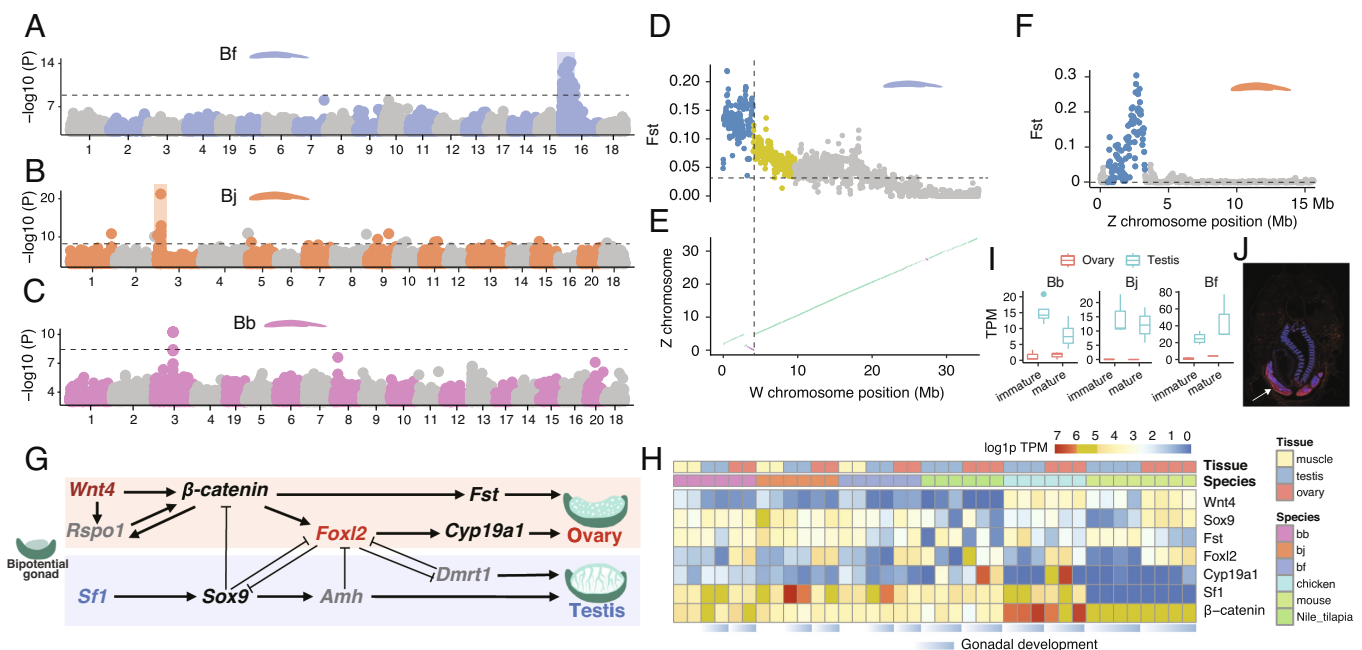 A
Bf
−log10 (P)
14
7
1 2 3 4 19 5 6 7 8 9 10 11 12 13 14 15 16 18
B
Bj
−log10 (P)
20
10
1 2 3 4 5 6 7 8 9 10 11 12 13 14 15 16 20 18
C
Bb
−log10 (P)
10
7
4
1 2 3 4 19 5 6 7 8 9 10 11 12 13 17 14 15 16 20 18
D
Fst
0.20
0.15
0.10
0.05
0.00
E
Z chromosome
30
20
10
0
0 10 20 30
W chromosome position (Mb)
F
Fst
0.3
0.2
0.1
0
0 5 10 15 Mb
Z chromosome position (Mb)
I
Ovary Testis
Bb Bj Bf
TPM
20
15
10
5
0
20
15
10
5
0
80
60
40
20
0
immature mature immature mature immature mature
J
G
Wnt4 β-catenin Fst
Rspo1 Foxl2 Cyp19a1 Ovary
Bipotential
gonad
Dmrt1
Sf1 Sox9 Amh Testis
H
log1p TPM 7 6 5 4 3 2 1 0
Tissue
Species
Wnt4
Sox9
Fst
Foxl2
Cyp19a1
Sf1
β−catenin
Gonadal development
Tissue
muscle
testis
ovary
Species
bb
bj
bf
chicken
mouse
Nile_tilapia